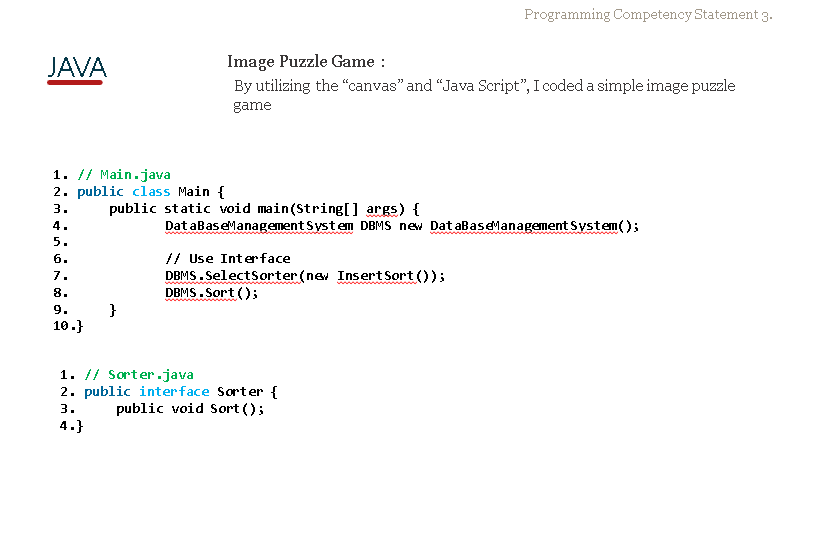 Programming Competency Statement 3.
JAVA
Image Puzzle Game :
By utilizing the “canvas” and “Java Script”, I coded a simple image puzzle
game
1. // Main.java
2. public class Main {
3. public static void main(String[] args) {
4. DataBaseManagementSystem DBMS new DataBaseManagementSystem();
5.
6. // Use Interface
7. DBMS.SelectSorter(new InsertSort());
8. DBMS.Sort();
9. }
10.}
1. // Sorter.java
2. public interface Sorter {
3. public void Sort();
4.}